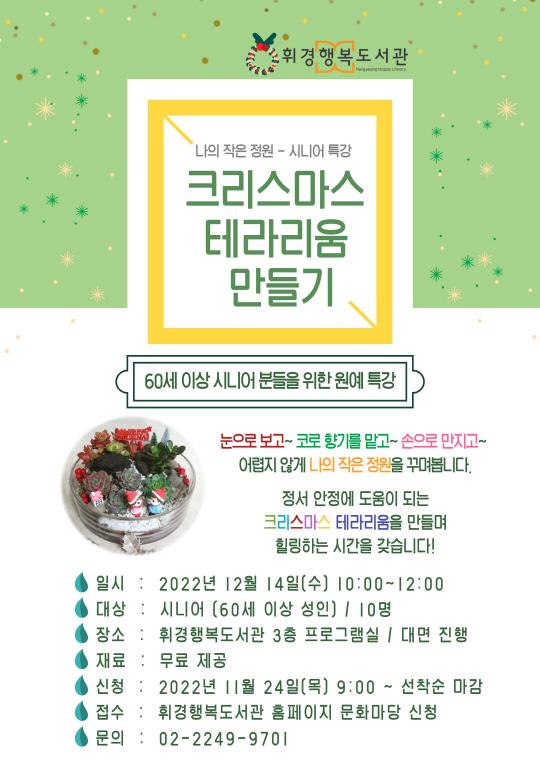 휘경행복도서관
Hwigyeong Happy Library
나의 작은 정원 - 시니어 특강
크리스마스
테라리움
만들기
60세 이상 시니어 분들을 위한 원예 특강
눈으로 보고~ 코로 향기를 맡고~ 손으로 만지고~
어렵지 않게 나의 작은 정원을 꾸며봅니다.
정서 안정에 도움이 되는
크리스마스 테라리움을 만들며
힐링하는 시간을 갖습니다!
일시 : 2022년 12월 14일(수) 10:00~12:00
대상 : 시니어 (60세 이상 성인) / 10명
장소 : 휘경행복도서관 3층 프로그램실 / 대면 진행
재료 : 무료 제공
신청 : 2022년 11월 24일(목) 9:00 ~ 선착순 마감
접수 : 휘경행복도서관 홈페이지 문화마당 신청
문의 : 02-2249-9701